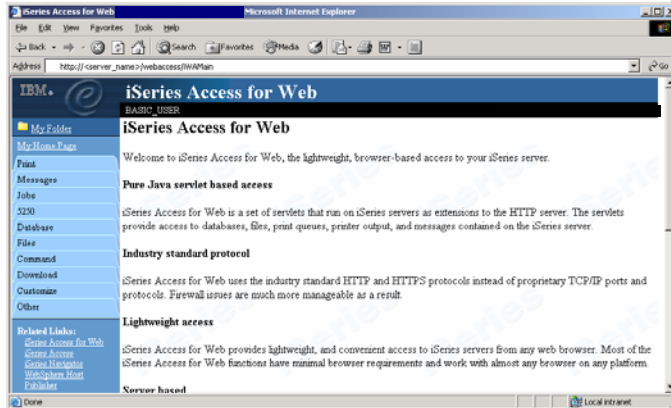 iSeries Access for Web
Microsoft Internet Explorer
File Edit View Favorites Tools Help
Back Search Favorites Media
Address http://<server_name>/webaccess/IWAMain Go
IBM. iSeries Access for Web
BASIC_USER
My Folder
My Home Page
Print
Messages
Jobs
5250
Database
Files
Command
Download
Customize
Other
Related Links:
iSeries Access for Web
iSeries Access
iSeries Navigator
WebSphere Host
Publisher
iSeries Access for Web
Welcome to iSeries Access for Web, the lightweight, browser-based access to your iSeries server.
Pure Java servlet based access
iSeries Access for Web is a set of servlets that run on iSeries servers as extensions to the HTTP server. The servlets
provide access to databases, files, print queues, printer output, and messages contained on the iSeries server.
Industry standard protocol
iSeries Access for Web uses the industry standard HTTP and HTTPS protocols instead of proprietary TCP/IP ports and
protocols. Firewall issues are much more manageable as a result.
Lightweight access
iSeries Access for Web provides lightweight, and convenient access to iSeries servers from any web browser. Most of the
iSeries Access for Web functions have minimal browser requirements and work with almost any browser on any platform.
Server based
Done Local intranet